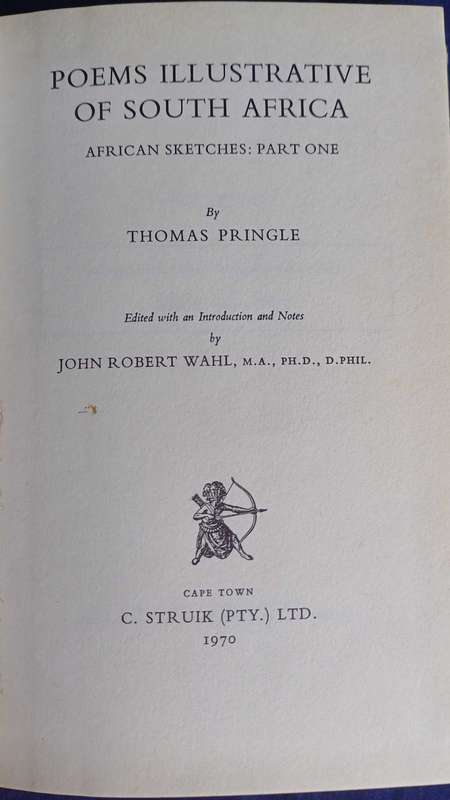 POEMS ILLUSTRATIVE
OF SOUTH AFRICA
AFRICAN SKETCHES: PART ONE
By
THOMAS PRINGLE
Edited with an Introduction and Notes
by
JOHN ROBERT WAHL, M.A., PH.D., D.PHIL.
CAPE TOWN
C. STRUIK (PTY.) LTD.
1970